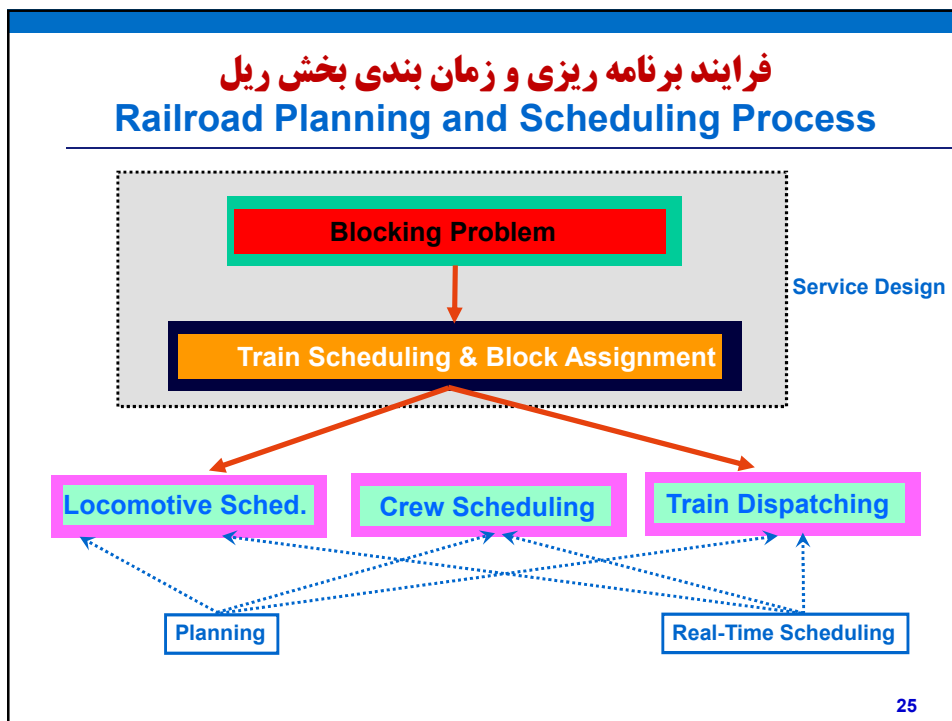 فرایند برنامه ریزی و زمان بندی بخش ریل
Railroad Planning and Scheduling Process
Blocking Problem
Service Design
Train Scheduling & Block Assignment
Locomotive Sched.
Crew Scheduling
Train Dispatching
Planning
Real-Time Scheduling
25